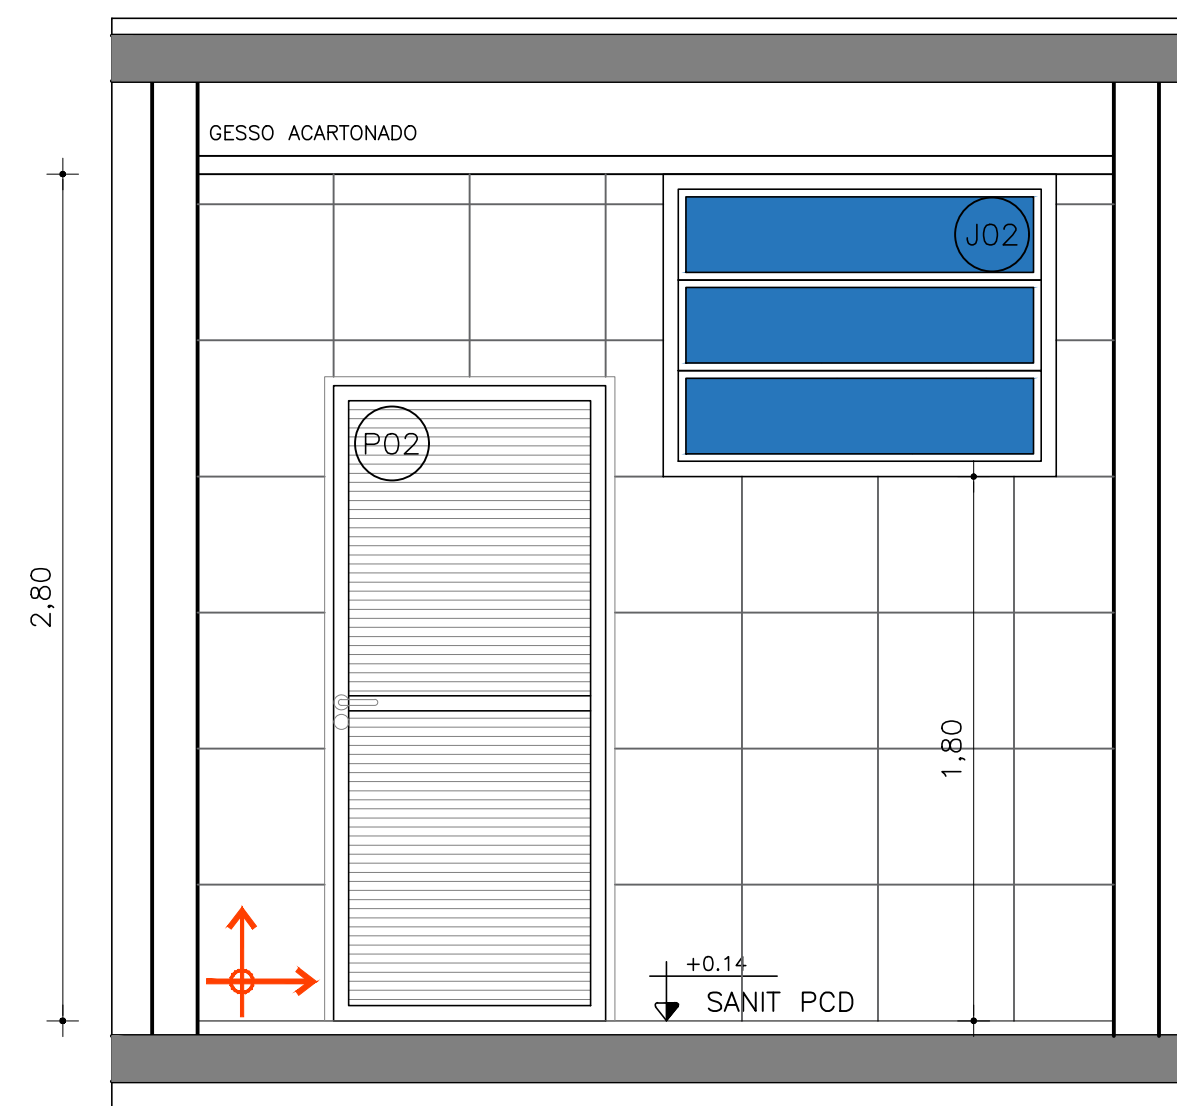 GESSO ACARTONADO
J02
P02
2,80
1,80
+0.14
SANIT PCD